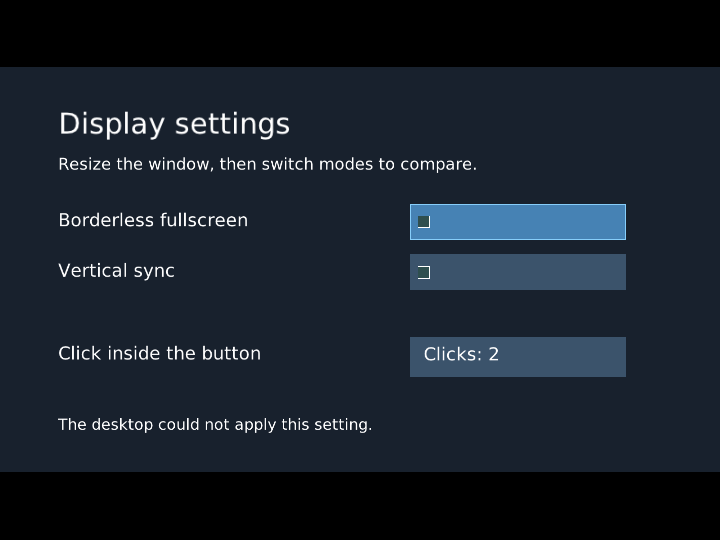 Display settings
Resize the window, then switch modes to compare.
Borderless fullscreen
Vertical sync
Click inside the button
Clicks: 2
The desktop could not apply this setting.